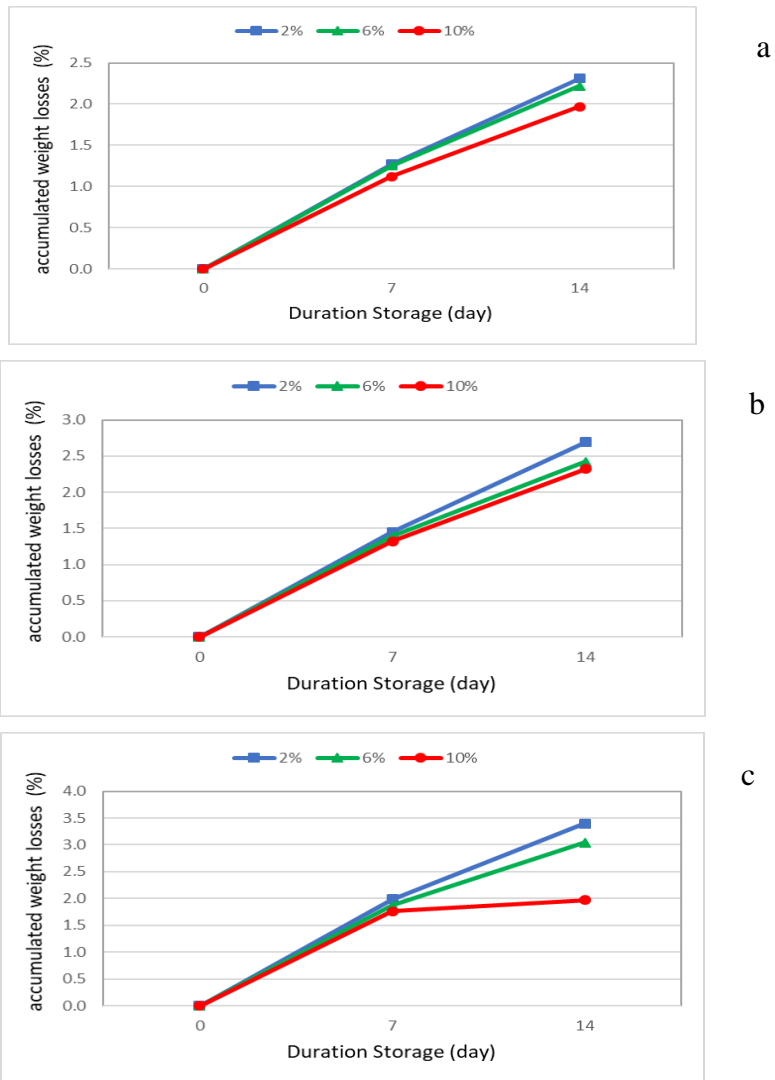 2% 6% 10%
a
accumulated weight losses (%)
2.5
2.0
1.5
1.0
0.5
0.0
0 7 14
Duration Storage (day)
2% 6% 10%
b
accumulated weight losses (%)
3.0
2.5
2.0
1.5
1.0
0.5
0.0
0 7 14
Duration Storage (day)
2% 6% 10%
c
accumulated weight losses (%)
4.0
3.5
3.0
2.5
2.0
1.5
1.0
0.5
0.0
0 7 14
Duration Storage (day)